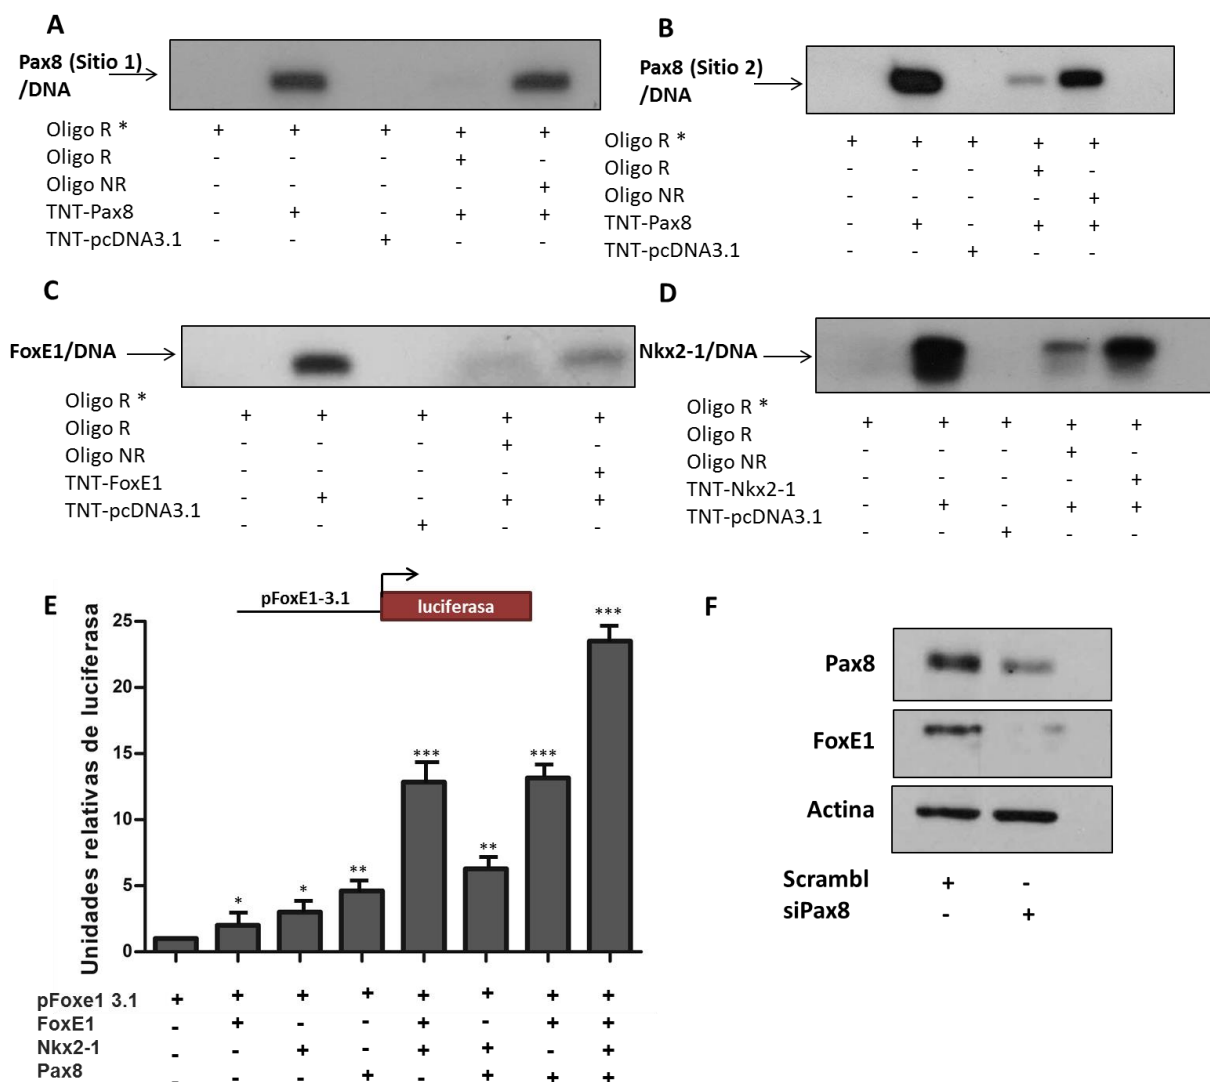 A
Pax8 (Sitio 1)
/DNA
Oligo R * + + + + +
Oligo R - - - + -
Oligo NR - - - - +
TNT-Pax8 - + - + +
TNT-pcDNA3.1 - - + - -
B
Pax8 (Sitio 2)
/DNA
Oligo R * + + + + +
Oligo R - - - + -
Oligo NR - - - - +
TNT-Pax8 - + - + +
TNT-pcDNA3.1 - - + - -
C
FoxE1/DNA
Oligo R * + + + + +
Oligo R - - - + -
Oligo NR - - - - +
TNT-FoxE1 - + - + +
TNT-pcDNA3.1 - - + - -
D
Nkx2-1/DNA
Oligo R * + + + + +
Oligo R - - - + -
Oligo NR - - - - +
TNT-Nkx2-1 - + - + +
TNT-pcDNA3.1 - - + - -
E
pFoxE1-3.1 luciferasa
Unidades relativas de luciferasa
25
20
15
10
5
0
* * ** *** ** *** ***
pFoxe1 3.1 + + + + + + + +
FoxE1 - + - - + - + +
Nkx2-1 - - + - + + - +
Pax8 - - - + - + + +
F
Pax8
FoxE1
Actina
Scrambl + -
siPax8 - +